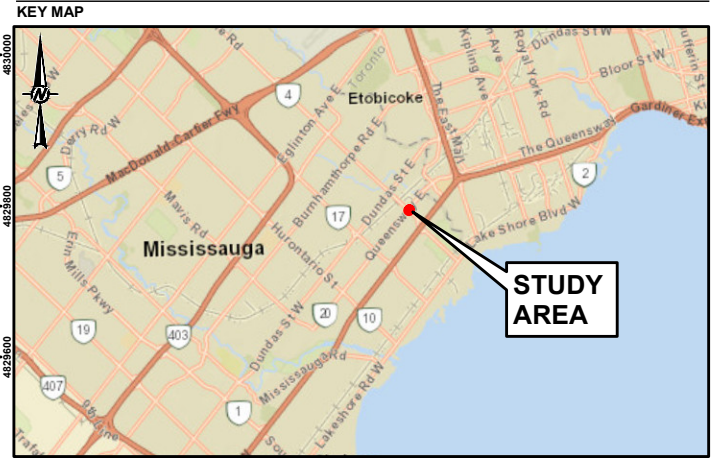 KEY MAP
4830000
4829800
4829600
N
Dundas St W
Kipling Ave
Royal York Rd
Bloor St W
Toronto
Etobicoke
4
Eglinton Ave E
Derry Rd W
MacDonald-Cartier Fwy
The East Mall
The Queensway
Gardiner Ex
5
Burnhamthorpe Rd E
Dundas St E
2
Mavis Rd
17
Queensway E
Lake Shore Blvd W
Mississauga
Hurontario St
Erin
Mills Pkwy
STUDY
AREA
20
10
19
403
Dundas St W
Mississauga Rd
407
1
Lakeshore Rd W
9th Line